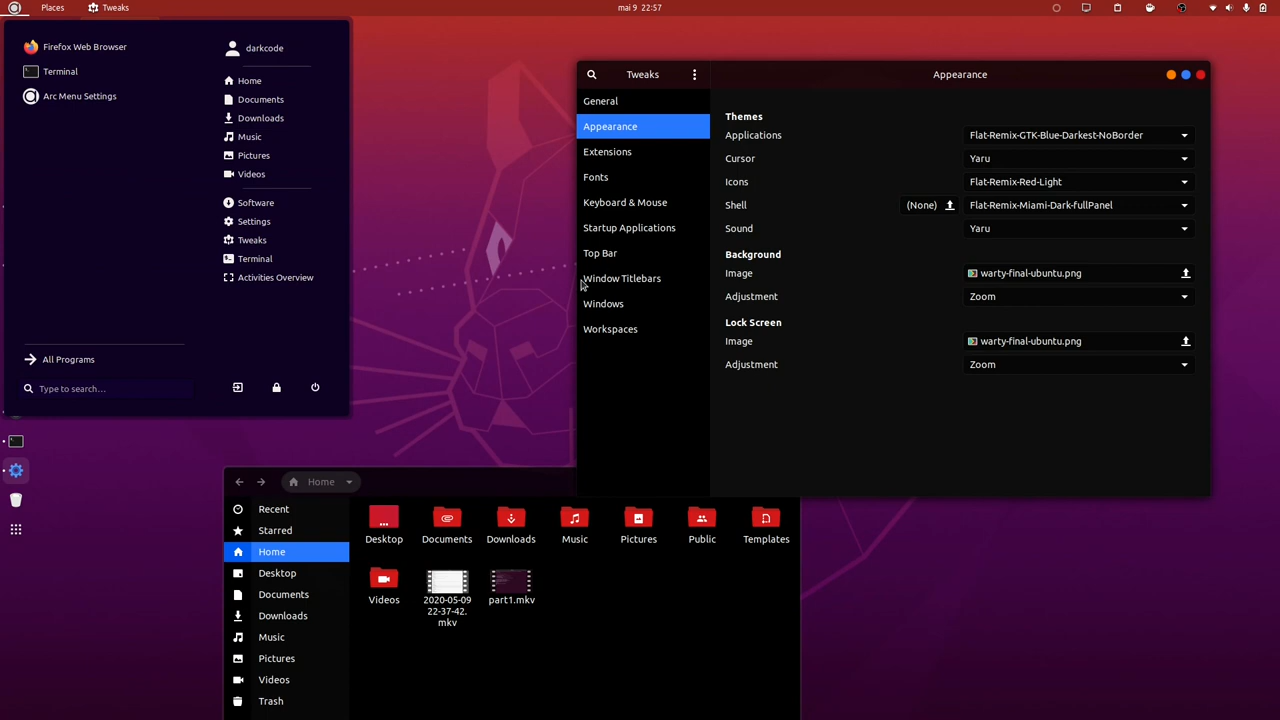 Places
Tweaks
mai 9 22:57
Firefox Web Browser
Terminal
Arc Menu Settings
All Programs
Type to search…
darkcode
Home
Documents
Downloads
Music
Pictures
Videos
Software
Settings
Tweaks
Terminal
Activities Overview
Tweaks
General
Appearance
Extensions
Fonts
Keyboard & Mouse
Startup Applications
Top Bar
Window Titlebars
Windows
Workspaces
Appearance
Themes
Applications Flat-Remix-GTK-Blue-Darkest-NoBorder
Cursor Yaru
Icons Flat-Remix-Red-Light
Shell (None) Flat-Remix-Miami-Dark-fullPanel
Sound Yaru
Background
Image warty-final-ubuntu.png
Adjustment Zoom
Lock Screen
Image warty-final-ubuntu.png
Adjustment Zoom
Home
Recent
Starred
Home
Desktop
Documents
Downloads
Music
Pictures
Videos
Trash
Desktop Documents Downloads Music Pictures Public Templates
Videos
2020-05-09
22-37-42.
mkv
part1.mkv